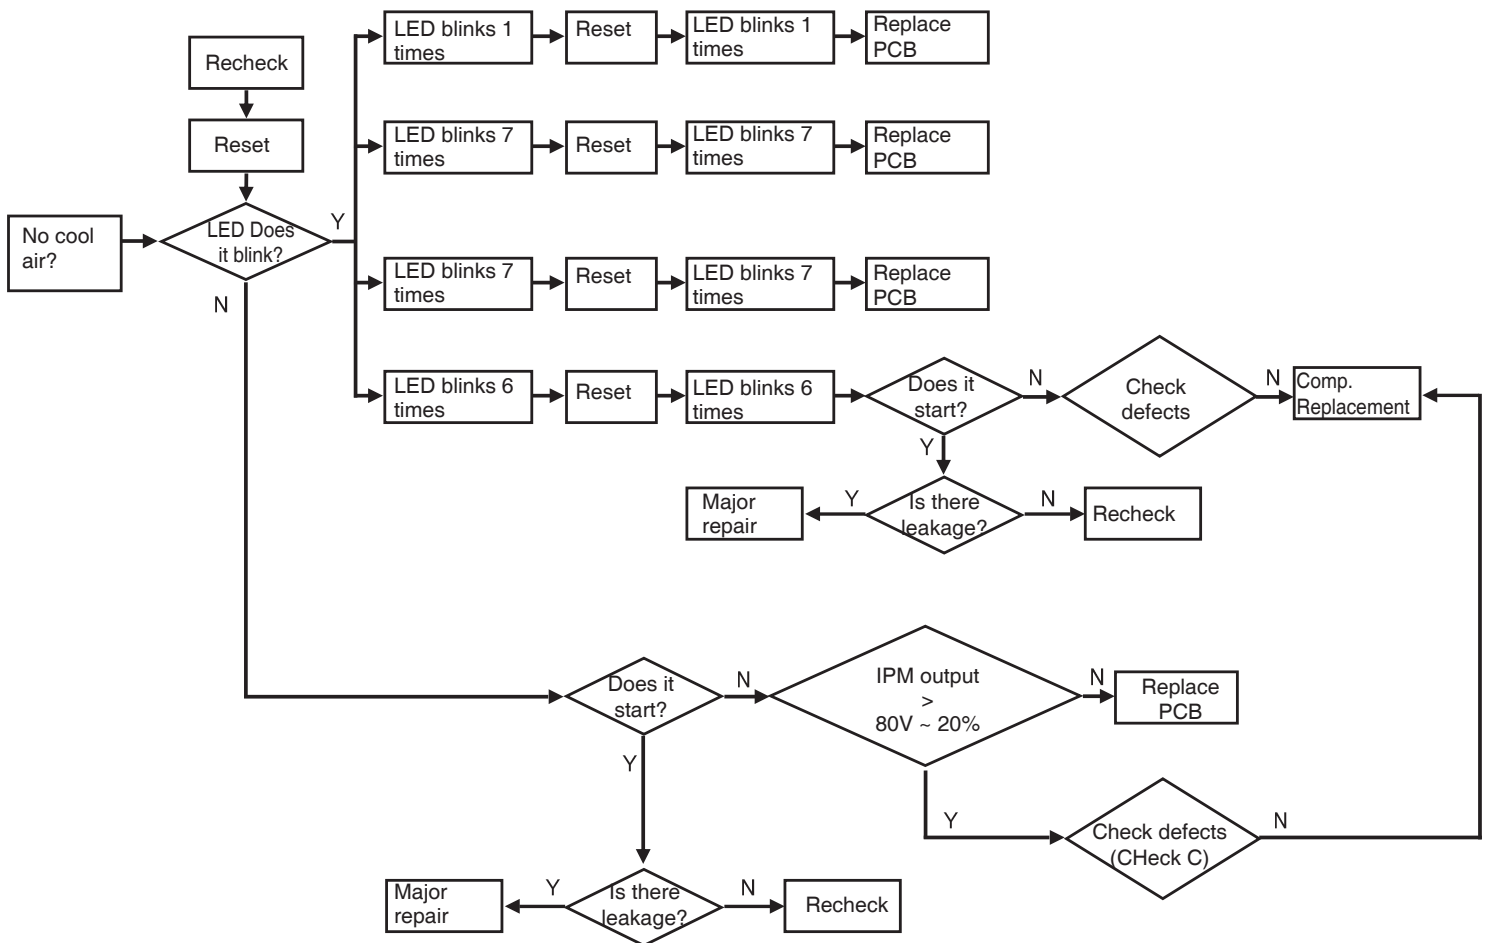 Recheck
Reset
No cool
air?
LED Does
it blink?
Y
N
LED blinks 1
times
Reset
LED blinks 1
times
Replace
PCB
LED blinks 7
times
Reset
LED blinks 7
times
Replace
PCB
LED blinks 7
times
Reset
LED blinks 7
times
Replace
PCB
LED blinks 6
times
Reset
LED blinks 6
times
Does it
start?
N
Check
defects
N
Comp.
Replacement
Y
Is there
leakage?
Y
Major
repair
N
Recheck
Does it
start?
N
IPM output
>
80V ~ 20%
N
Replace
PCB
Y
Y
Check defects
(CHeck C)
N
Is there
leakage?
Y
Major
repair
N
Recheck